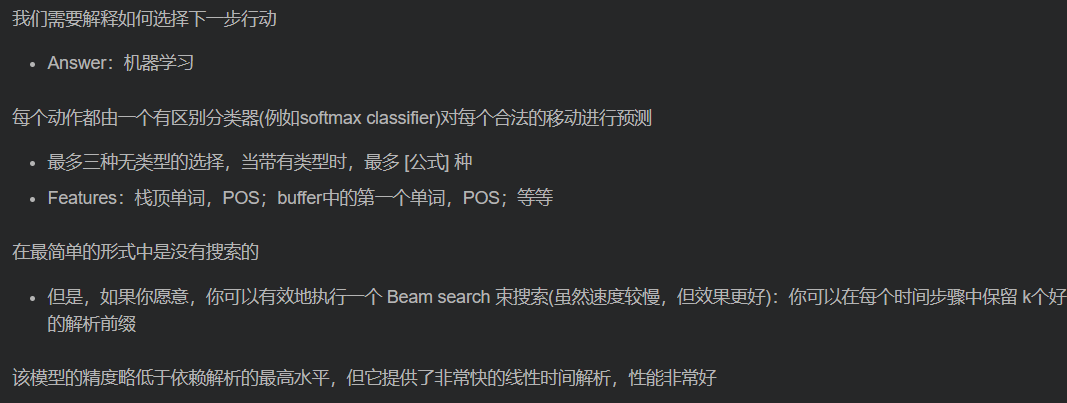 我们需要解释如何选择下一步行动
• Answer：机器学习
每个动作都由一个有区别分类器(例如softmax classifier)对每个合法的移动进行预测
• 最多三种无类型的选择，当带有类型时，最多 [公式] 种
• Features：栈顶单词，POS；buffer中的第一个单词，POS；等等
在最简单的形式中是没有搜索的
• 但是，如果你愿意，你可以有效地执行一个 Beam search 束搜索(虽然速度较慢，但效果更好)：你可以在每个时间步骤中保留 k个好
的解析前缀
该模型的精度略低于依赖解析的最高水平，但它提供了非常快的线性时间解析，性能非常好